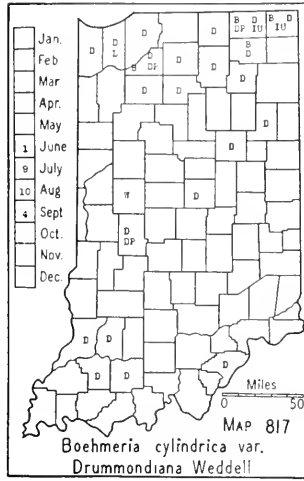 Jan.
Feb
Mar
Apr.
May
1 June
9 July
10 Aug
4 Sept
Oct.
Nov.
Dec.
B D B D
D D D D DP IU IU
L D B
S DP D
D D D
D
D
W D
D
DP
D D
D
D D
Miles
0 50
MAP 817
Boehmeria cylindrica var.
Drummondiana Weddell